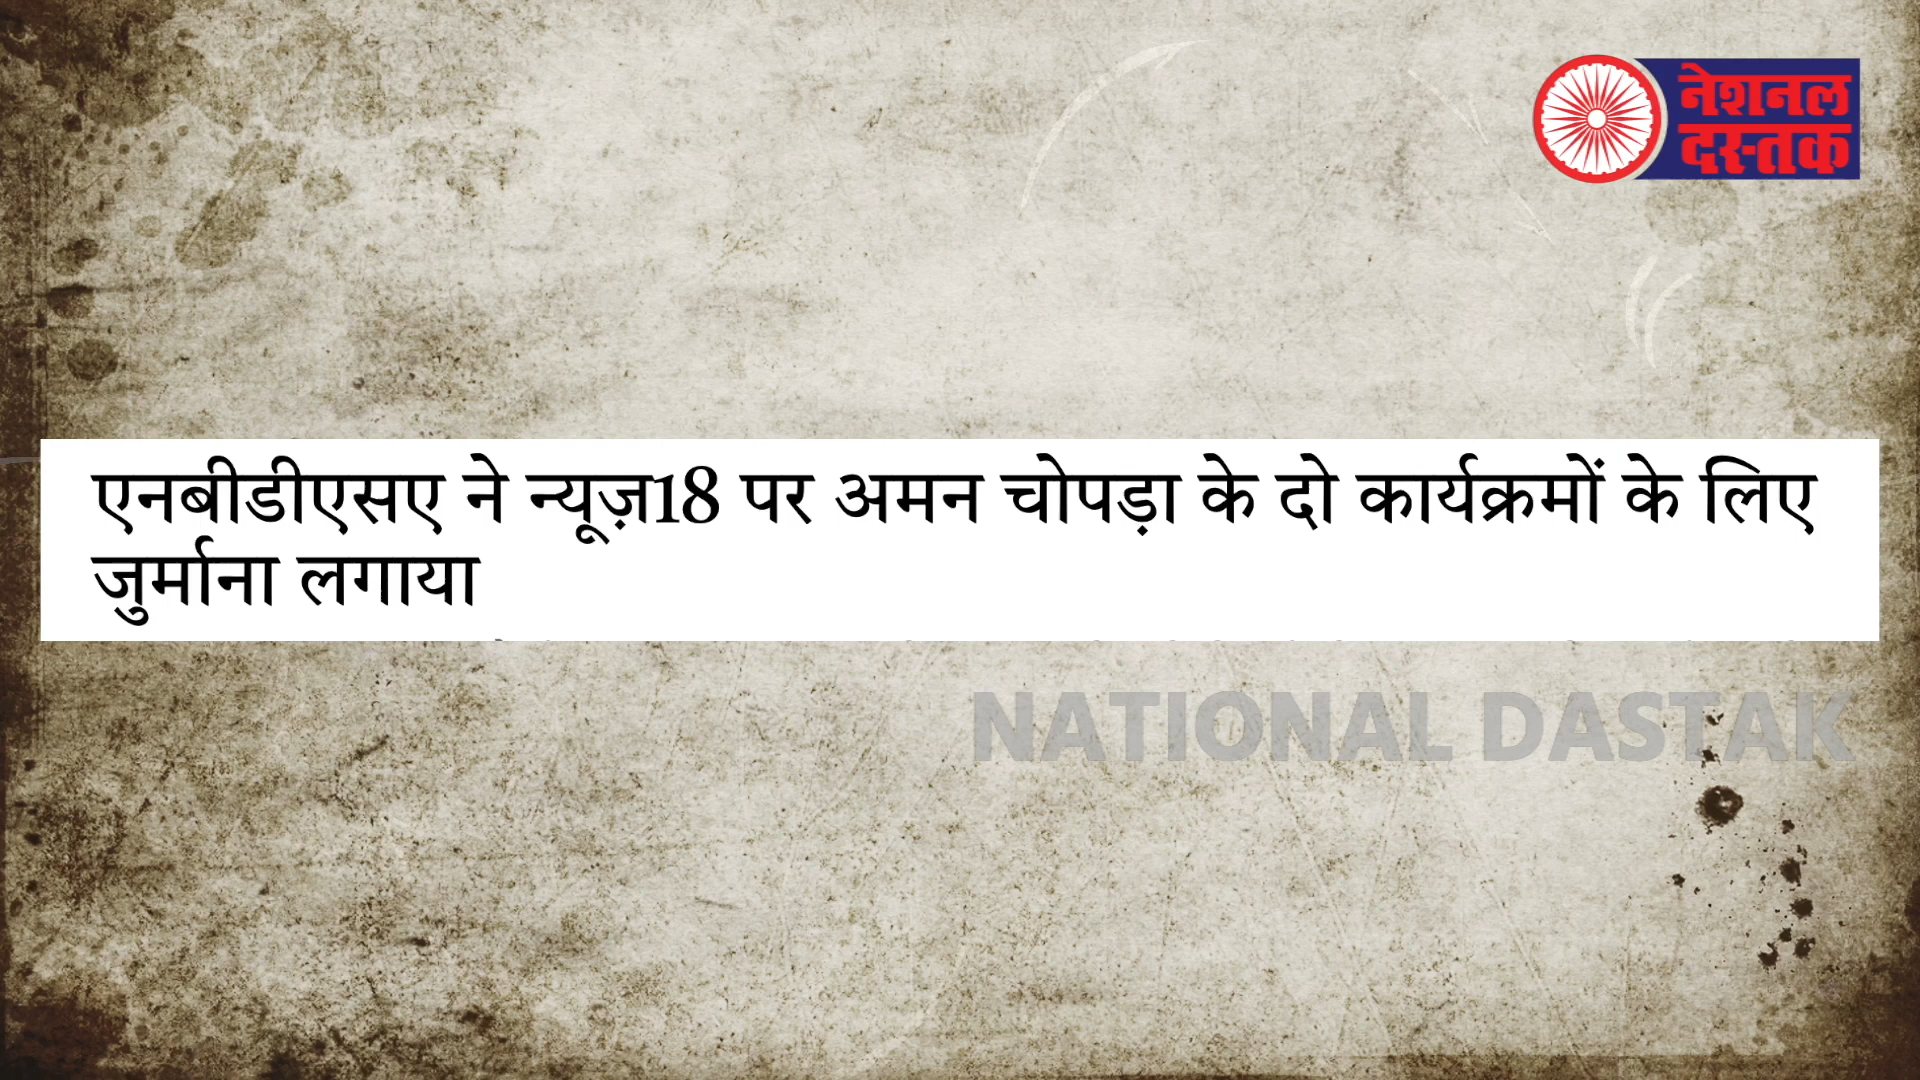 नेशनल
दस्तक
एनबीडीएसए ने न्यूज़18 पर अमन चोपड़ा के दो कार्यक्रमों के लिए
जुर्माना लगाया
NATIONAL DASTAK